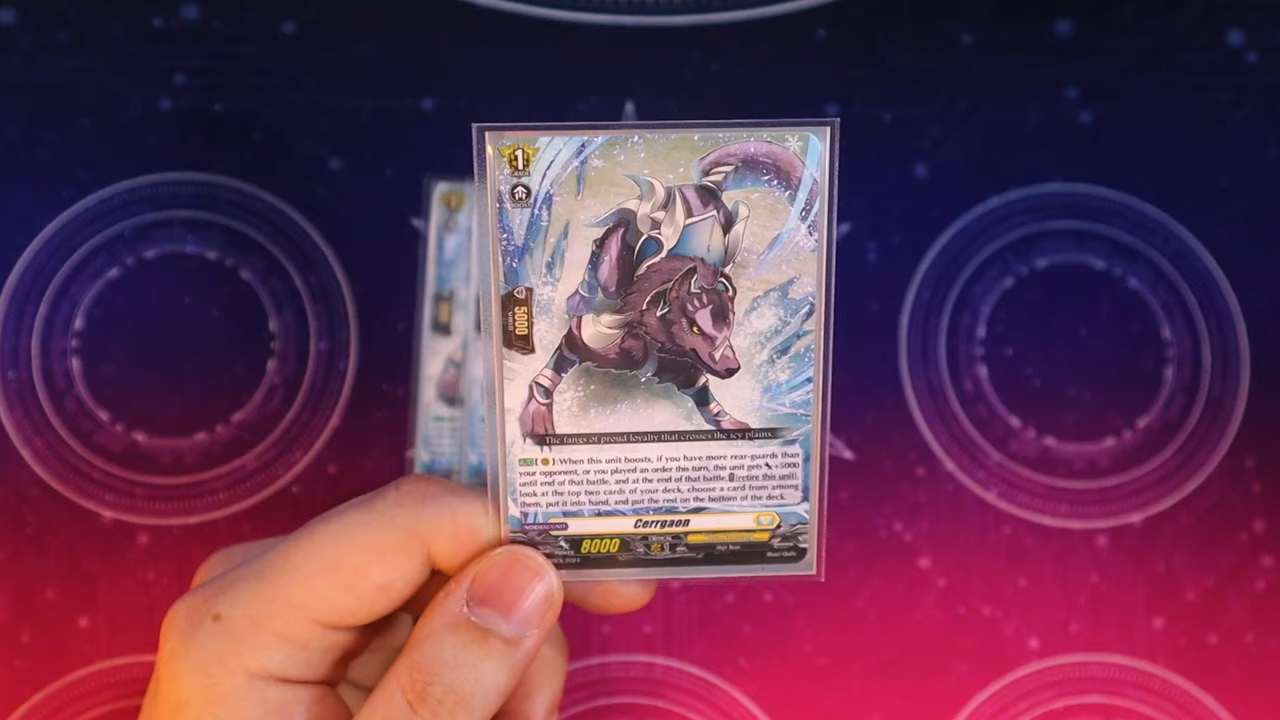 1
GRADE
BOOST
5000
SHIELD
The fangs of proud loyalty that crosses the icy plains.
AUTO [ ]:When this unit boosts, if you have more rear-guards than
your opponent, or you played an order this turn, this unit gets +5000
until end of that battle, and at the end of that battle, [retire this unit],
look at the top two cards of your deck, choose a card from among
them, put it into hand, and put the rest on the bottom of the deck.
NORMAL UNIT
Cerrgaon
POWER 8000 CRITICAL 1
High Beast